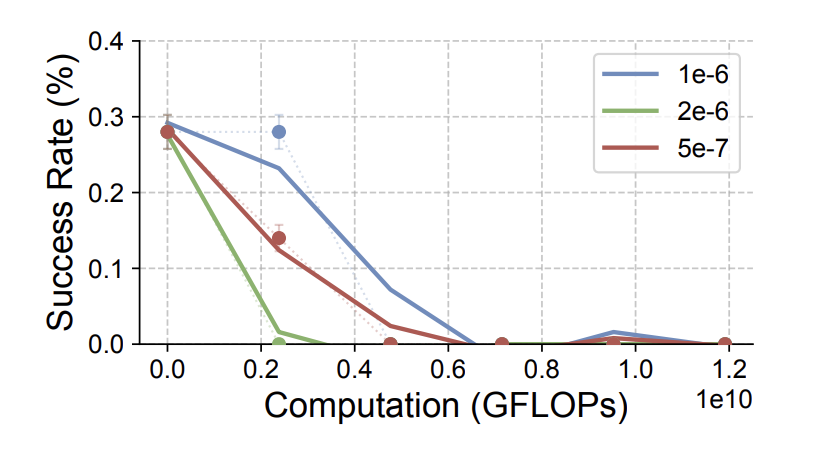 0.4
0.3
0.2
0.1
0.0
Success Rate (%)
1e-6
2e-6
5e-7
0.0 0.2 0.4 0.6 0.8 1.0 1.2
1e10
Computation (GFLOPs)